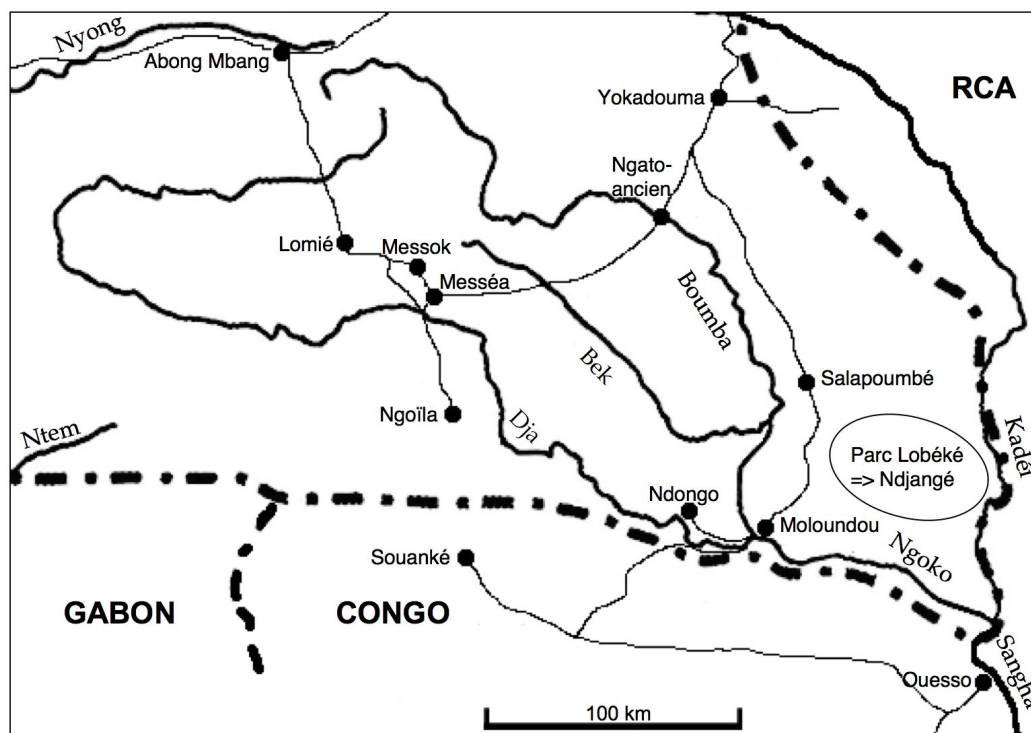 Nyong
Abong Mbang
RCA
Yokadouma
Ngato-
ancien
Lomié
Messok
Messéa
Boumba
Bek
Salapoumbé
Ngoïla
Dja
Ntem
Kadéï
Parc Lobéké
=> Ndjangé
Ndongo
Moloundou
Ngoko
Souanké
GABON
CONGO
Sangha
Ouesso
100 km